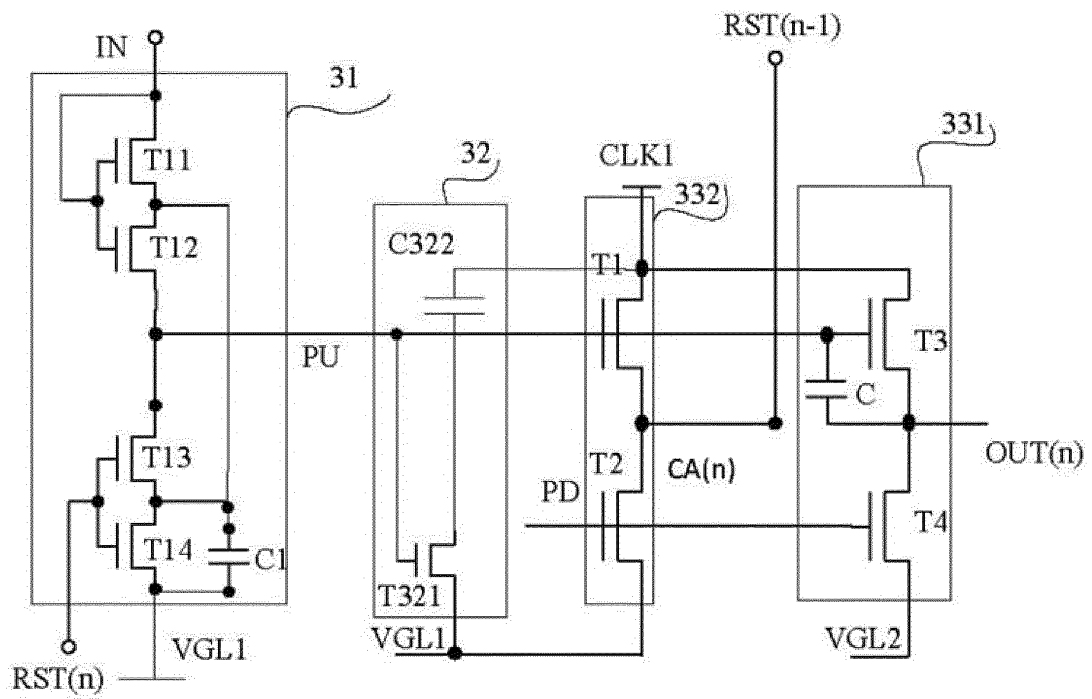 RST(n-1)
IN
31
331
32
CLK1
332
T11
T12
C322
T1
PU
T3
C
T13
T2
CA(n)
OUT(n)
PD
T14
C1
T4
T321
VGL1
VGL1
VGL2
RST(n)